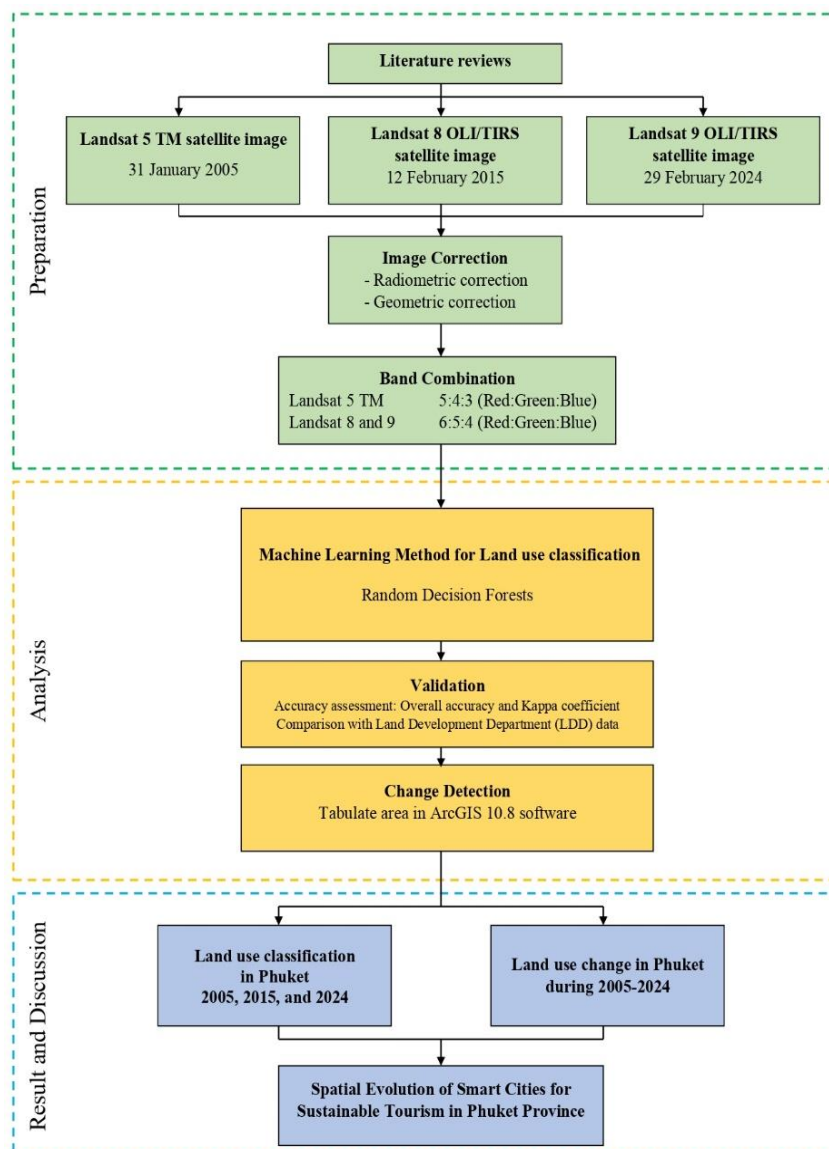 Preparation
Literature reviews
Landsat 5 TM satellite image
31 January 2005
Landsat 8 OLI/TIRS
satellite image
12 February 2015
Landsat 9 OLI/TIRS
satellite image
29 February 2024
Image Correction
- Radiometric correction
- Geometric correction
Band Combination
Landsat 5 TM 5:4:3 (Red:Green:Blue)
Landsat 8 and 9 6:5:4 (Red:Green:Blue)
Analysis
Machine Learning Method for Land use classification
Random Decision Forests
Validation
Accuracy assessment: Overall accuracy and Kappa coefficient
Comparison with Land Development Department (LDD) data
Change Detection
Tabulate area in ArcGIS 10.8 software
Result and Discussion
Land use classification
in Phuket
2005, 2015, and 2024
Land use change in Phuket
during 2005-2024
Spatial Evolution of Smart Cities for
Sustainable Tourism in Phuket Province